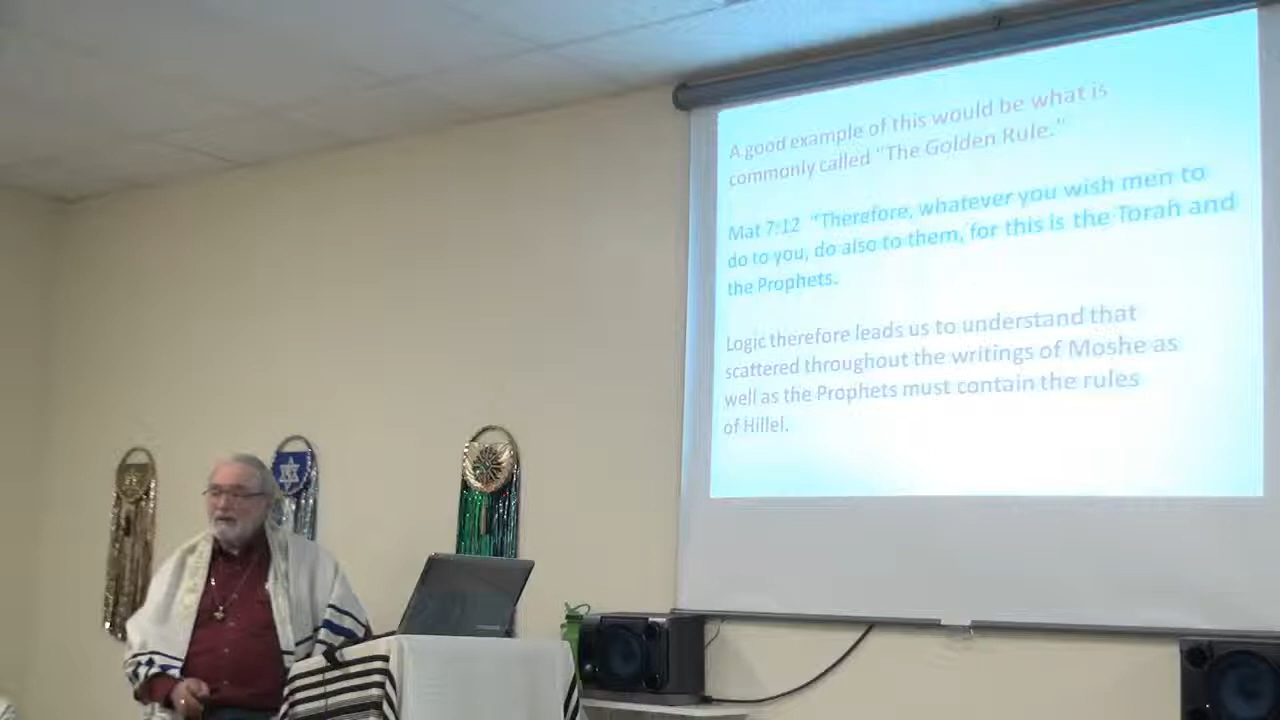 A good example of this would be what is
commonly called "The Golden Rule."
Mat 7:12 "Therefore, whatever you wish men to
do to you, do also to them, for this is the Torah and
the Prophets.
Logic therefore leads us to understand that
scattered throughout the writings of Moshe as
well as the Prophets must contain the rules
of Hillel.